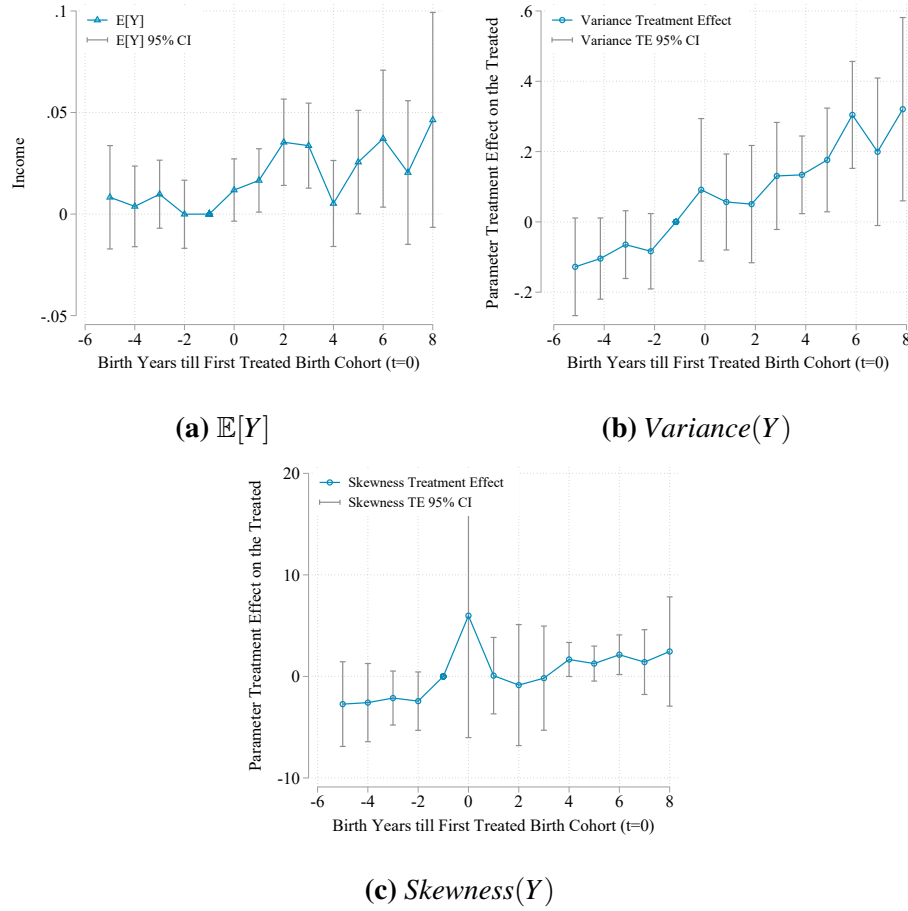 .1
.05
0
-.05
Income
E[Y]
E[Y] 95% CI
-6 -4 -2 0 2 4 6 8
Birth Years till First Treated Birth Cohort (t=0)
(a) 𝔼[Y]
.6
.4
.2
0
-.2
Parameter Treatment Effect on the Treated
Variance Treatment Effect
Variance TE 95% CI
-6 -4 -2 0 2 4 6 8
Birth Years till First Treated Birth Cohort (t=0)
(b) Variance(Y)
20
10
0
-10
Parameter Treatment Effect on the Treated
Skewness Treatment Effect
Skewness TE 95% CI
-6 -4 -2 0 2 4 6 8
Birth Years till First Treated Birth Cohort (t=0)
(c) Skewness(Y)